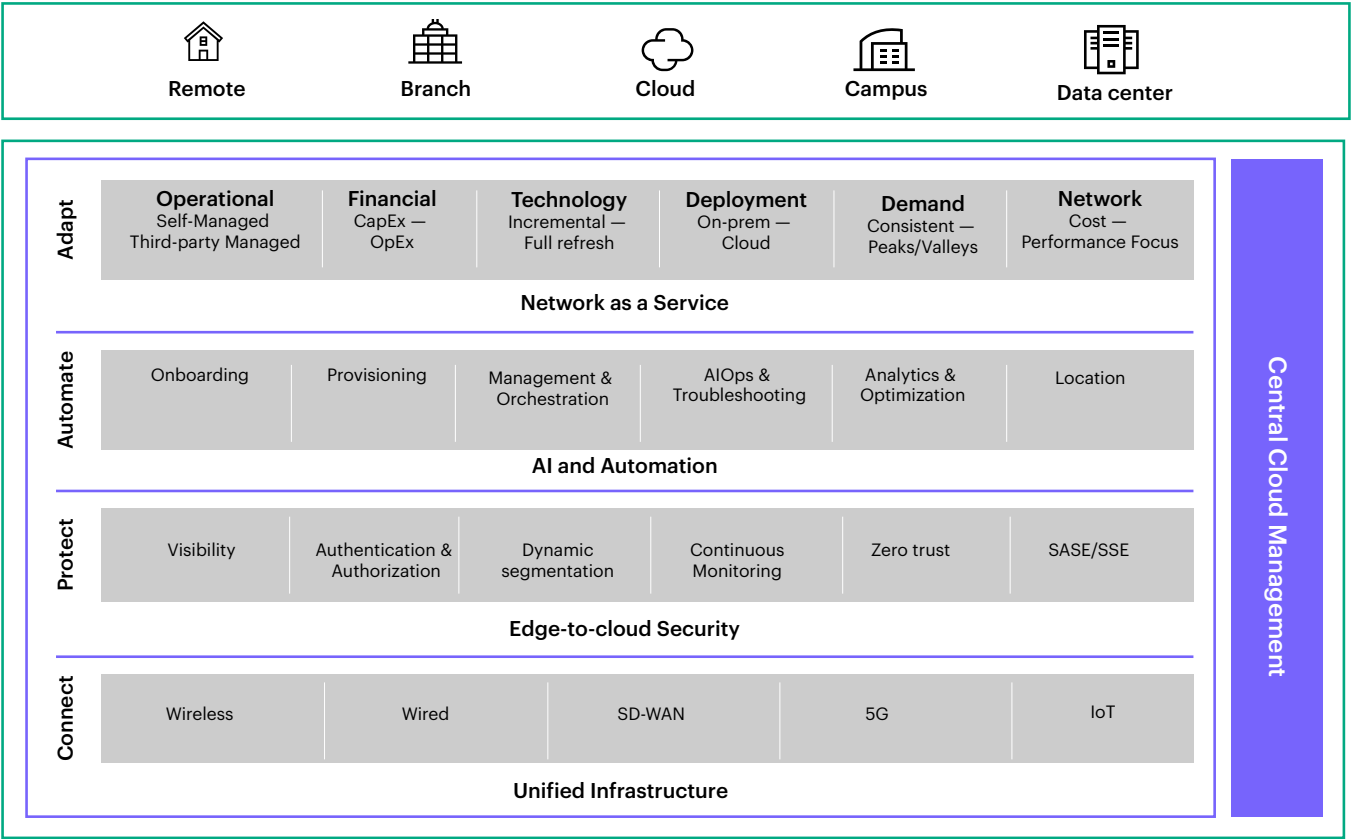 Remote
Branch
Cloud
Campus
Data center
Adapt
Operational
Self-Managed
Third-party Managed
Financial
CapEx —
OpEx
Technology
Incremental —
Full refresh
Deployment
On-prem —
Cloud
Demand
Consistent —
Peaks/Valleys
Network
Cost —
Performance Focus
Network as a Service
Automate
Onboarding
Provisioning
Management &
Orchestration
AIOps &
Troubleshooting
Analytics &
Optimization
Location
AI and Automation
Protect
Visibility
Authentication &
Authorization
Dynamic
segmentation
Continuous
Monitoring
Zero trust
SASE/SSE
Edge-to-cloud Security
Connect
Wireless
Wired
SD-WAN
5G
IoT
Unified Infrastructure
Central Cloud Management